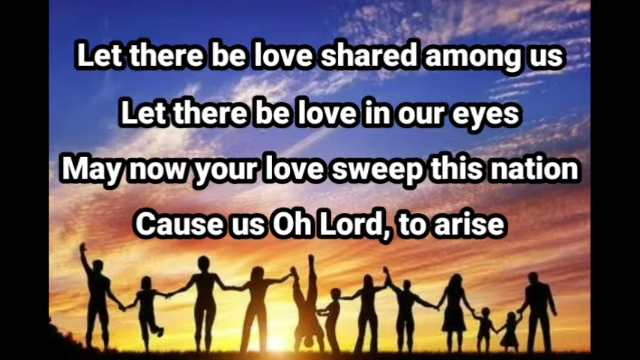 Let there be love shared among us
Let there be love in our eyes
May now your love sweep this nation
Cause us Oh Lord, to arise